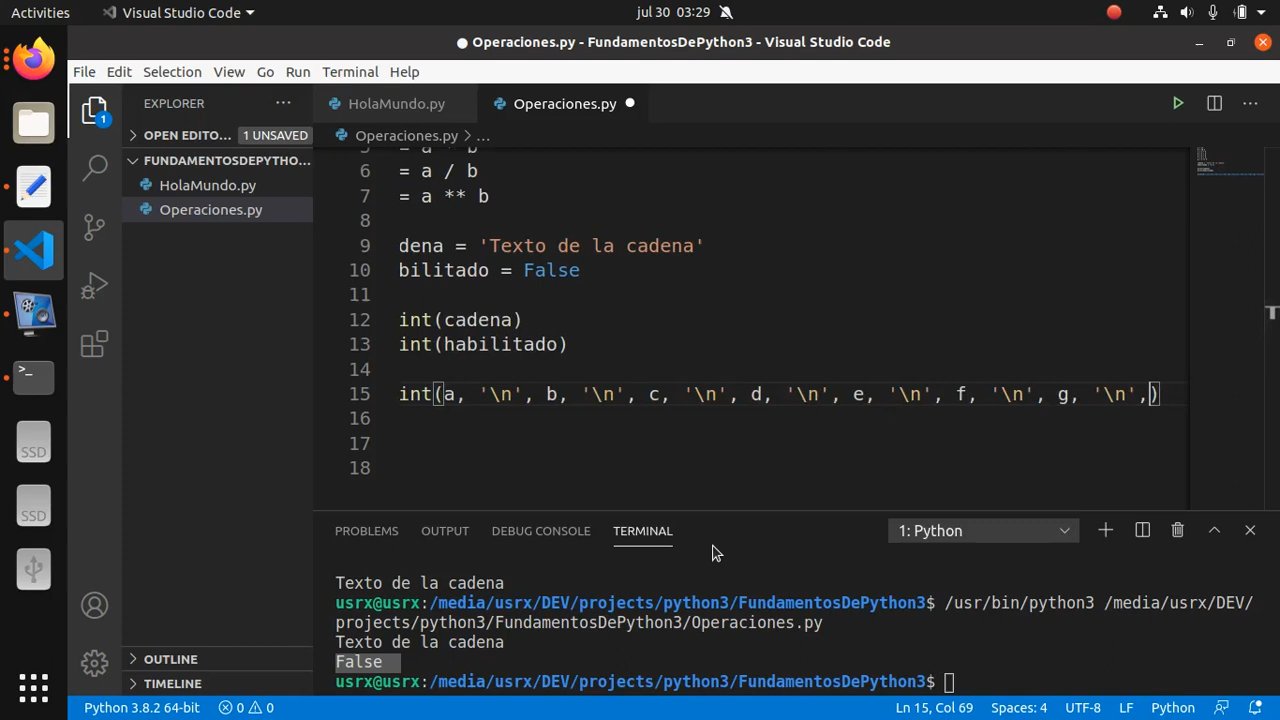 Activities
Visual Studio Code
jul 30 03:29
● Operaciones.py - FundamentosDePython3 - Visual Studio Code
File Edit Selection View Go Run Terminal Help
EXPLORER ···
HolaMundo.py
Operaciones.py ●
1
OPEN EDITO... 1 UNSAVED
Operaciones.py > ...
FUNDAMENTOSDEPYTHO...
HolaMundo.py
Operaciones.py
6 = a / b
7 = a ** b
8
9 dena = 'Texto de la cadena'
10 bilitado = False
11
12 int(cadena)
13 int(habilitado)
14
15 int(a, '\n', b, '\n', c, '\n', d, '\n', e, '\n', f, '\n', g, '\n',)
16
17
18
SSD
SSD
PROBLEMS OUTPUT DEBUG CONSOLE TERMINAL
1: Python
Texto de la cadena
usrx@usrx:/media/usrx/DEV/projects/python3/FundamentosDePython3$ /usr/bin/python3 /media/usrx/DEV/
projects/python3/FundamentosDePython3/Operaciones.py
Texto de la cadena
False
usrx@usrx:/media/usrx/DEV/projects/python3/FundamentosDePython3$
OUTLINE
TIMELINE
Python 3.8.2 64-bit 0 0
Ln 15, Col 69 Spaces: 4 UTF-8 LF Python